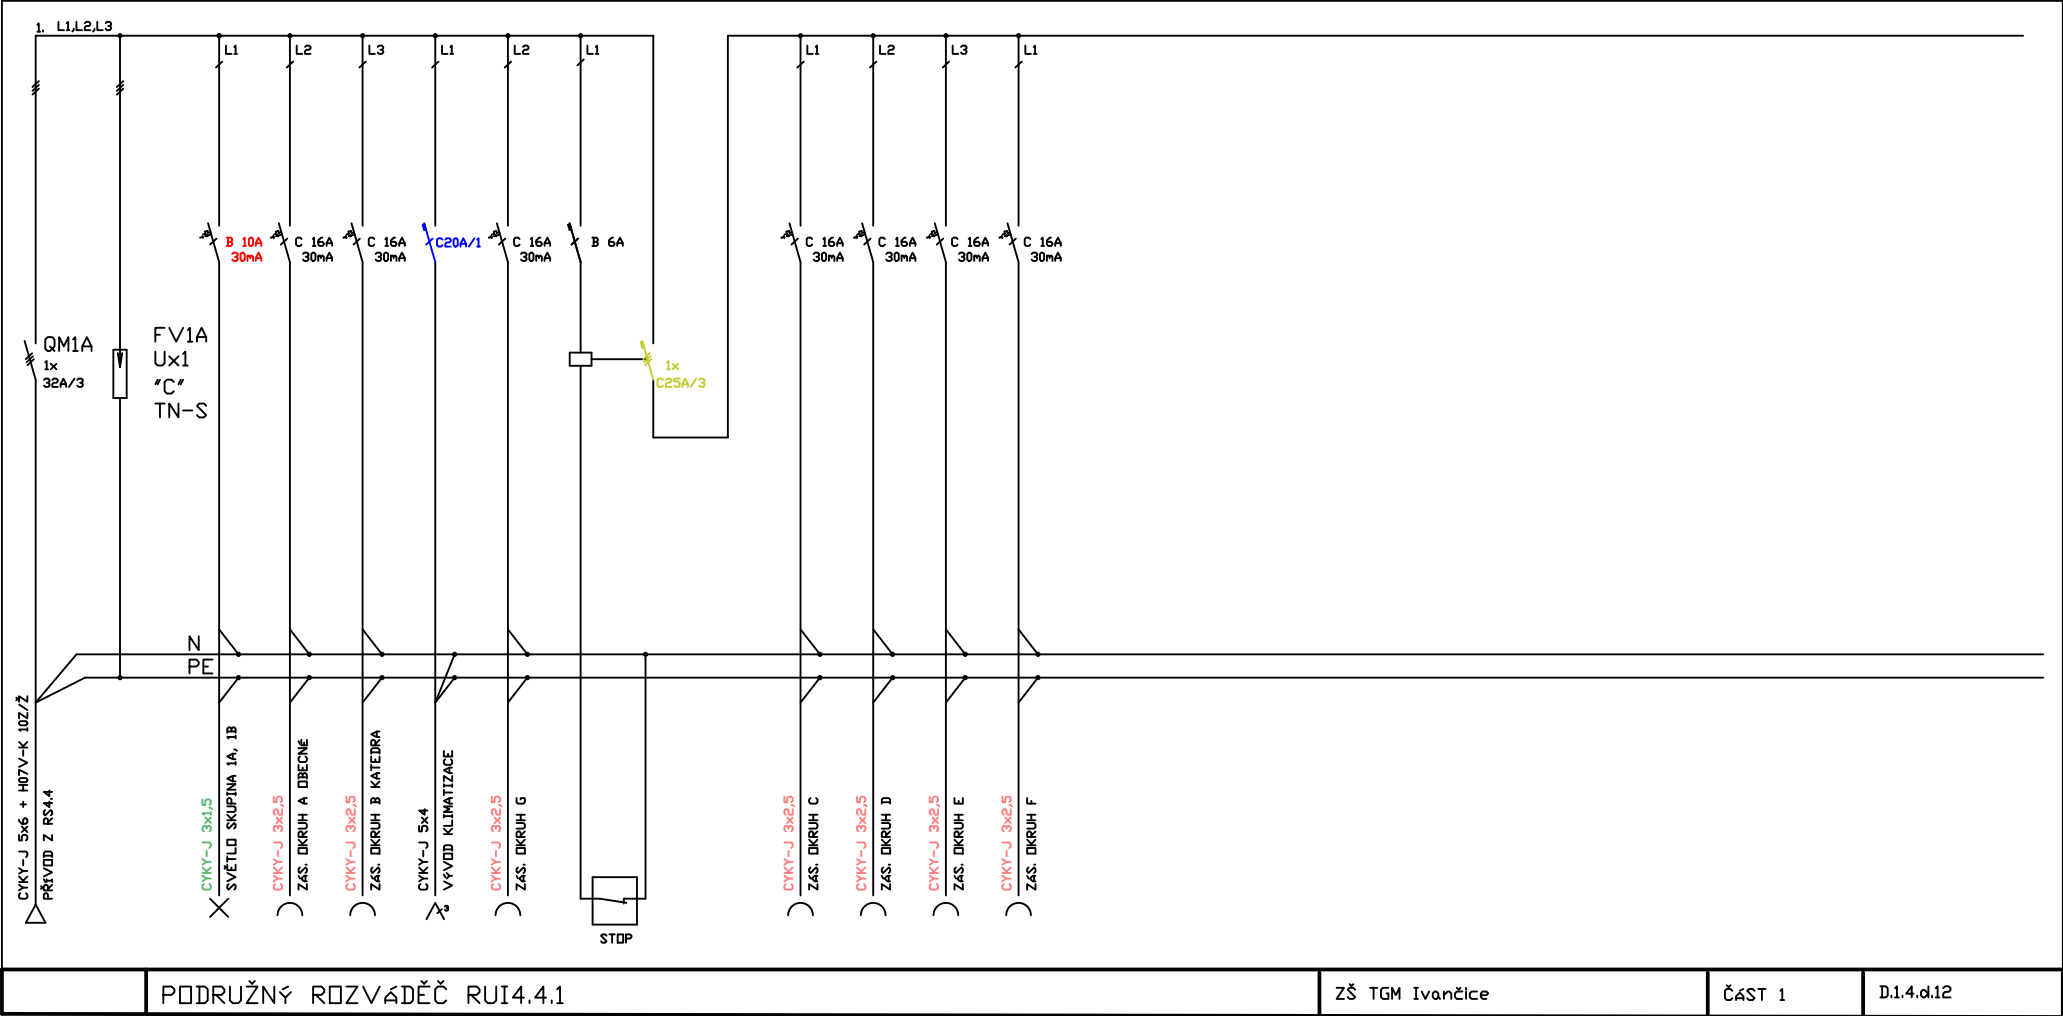 1. L1,L2,L3
L1
L2
L3
L1
L2
L1
L1
L2
L3
L1
B 10A
30mA
C 16A
30mA
C 16A
30mA
C20A/1
C 16A
30mA
B 6A
C 16A
30mA
C 16A
30mA
C 16A
30mA
C 16A
30mA
QM1A
1x
32A/3
FV1A
Ux1
"C"
TN-S
1x
C25A/3
N
PE
CYKY-J 5x6 + H07V-K 10Z/Ž
PŘÍVOD Z RS4.4
CYKY-J 3x1,5
SVĚTLO SKUPINA 1A, 1B
CYKY-J 3x2,5
ZÁS. OKRUH A OBECNÉ
CYKY-J 3x2,5
ZÁS. OKRUH B KATEDRA
CYKY-J 5x4
VÝVOD KLIMATIZACE
3
CYKY-J 3x2,5
ZÁS. OKRUH G
STOP
CYKY-J 3x2,5
ZÁS. OKRUH C
CYKY-J 3x2,5
ZÁS. OKRUH D
CYKY-J 3x2,5
ZÁS. OKRUH E
CYKY-J 3x2,5
ZÁS. OKRUH F
PODRUŽNÝ ROZVÁDĚČ RUI4.4.1
ZŠ TGM Ivančice
ČÁST 1
D.1.4.d.12